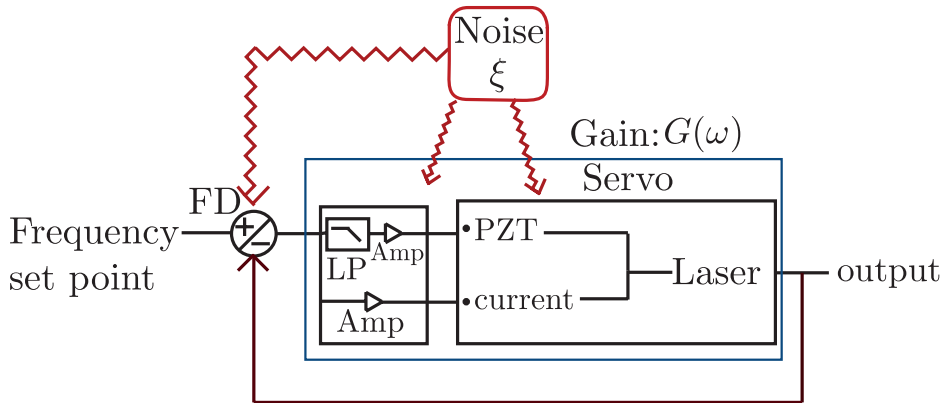 Noise
ξ
Gain: G(ω)
Servo
FD
+
−
Frequency
set point
LP
Amp
Amp
PZT
current
Laser
output